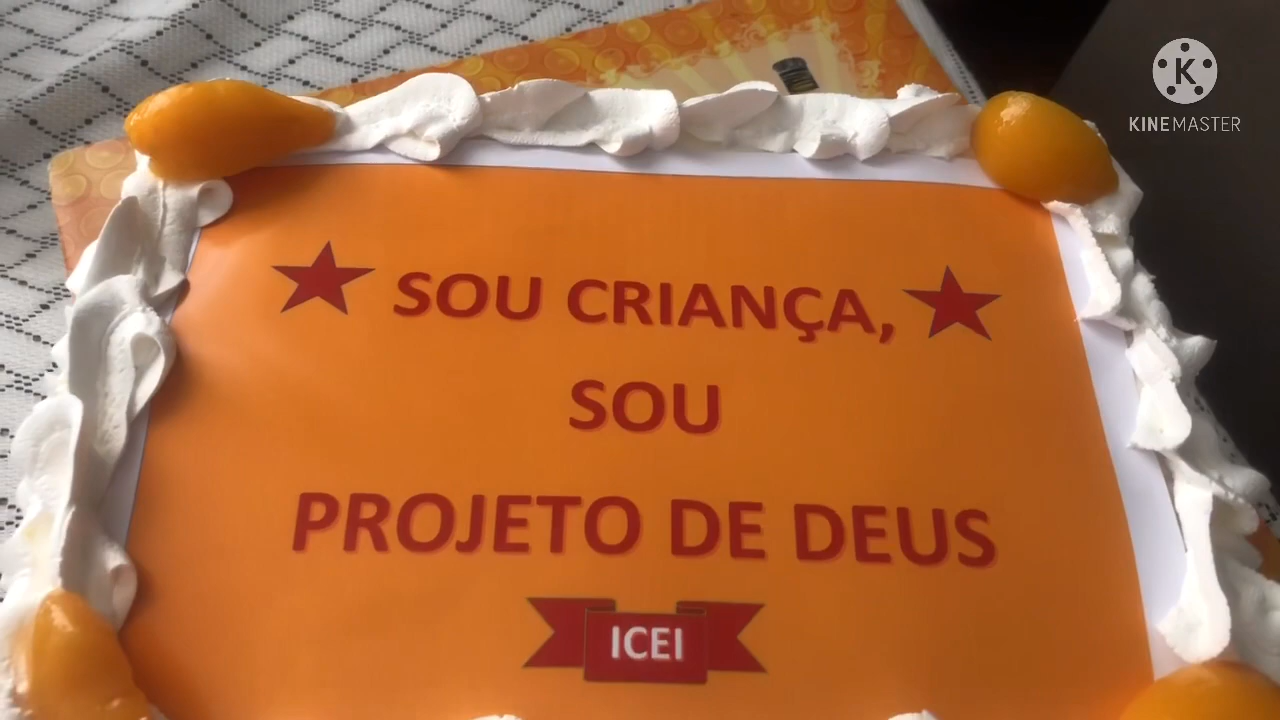 SOU CRIANÇA,
SOU
PROJETO DE DEUS
ICEI
K
KINEMASTER